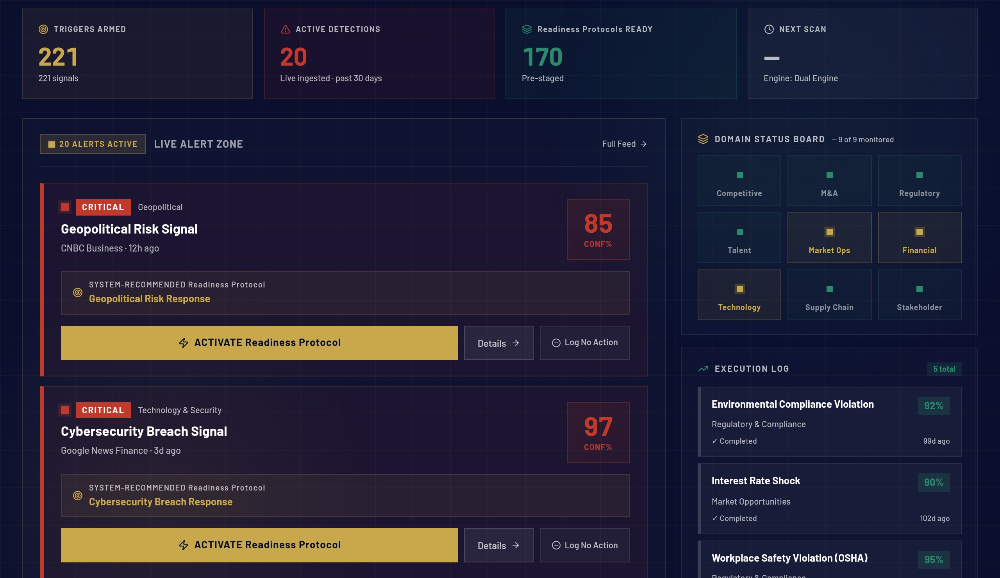 TRIGGERS ARMED
221
221 signals
ACTIVE DETECTIONS
20
Live ingested · past 30 days
Readiness Protocols READY
170
Pre-staged
NEXT SCAN
—
Engine: Dual Engine
20 ALERTS ACTIVE
LIVE ALERT ZONE
Full Feed →
CRITICAL
Geopolitical
Geopolitical Risk Signal
CNBC Business · 12h ago
85
CONF%
SYSTEM-RECOMMENDED Readiness Protocol
Geopolitical Risk Response
ACTIVATE Readiness Protocol
Details →
Log No Action
CRITICAL
Technology & Security
Cybersecurity Breach Signal
Google News Finance · 3d ago
97
CONF%
SYSTEM-RECOMMENDED Readiness Protocol
Cybersecurity Breach Response
ACTIVATE Readiness Protocol
Details →
Log No Action
DOMAIN STATUS BOARD
— 9 of 9 monitored
Competitive
M&A
Regulatory
Talent
Market Ops
Financial
Technology
Supply Chain
Stakeholder
EXECUTION LOG
5 total
Environmental Compliance Violation
92%
Regulatory & Compliance
✓ Completed
99d ago
Interest Rate Shock
90%
Market Opportunities
✓ Completed
102d ago
Workplace Safety Violation (OSHA)
95%
Regulatory & Compliance